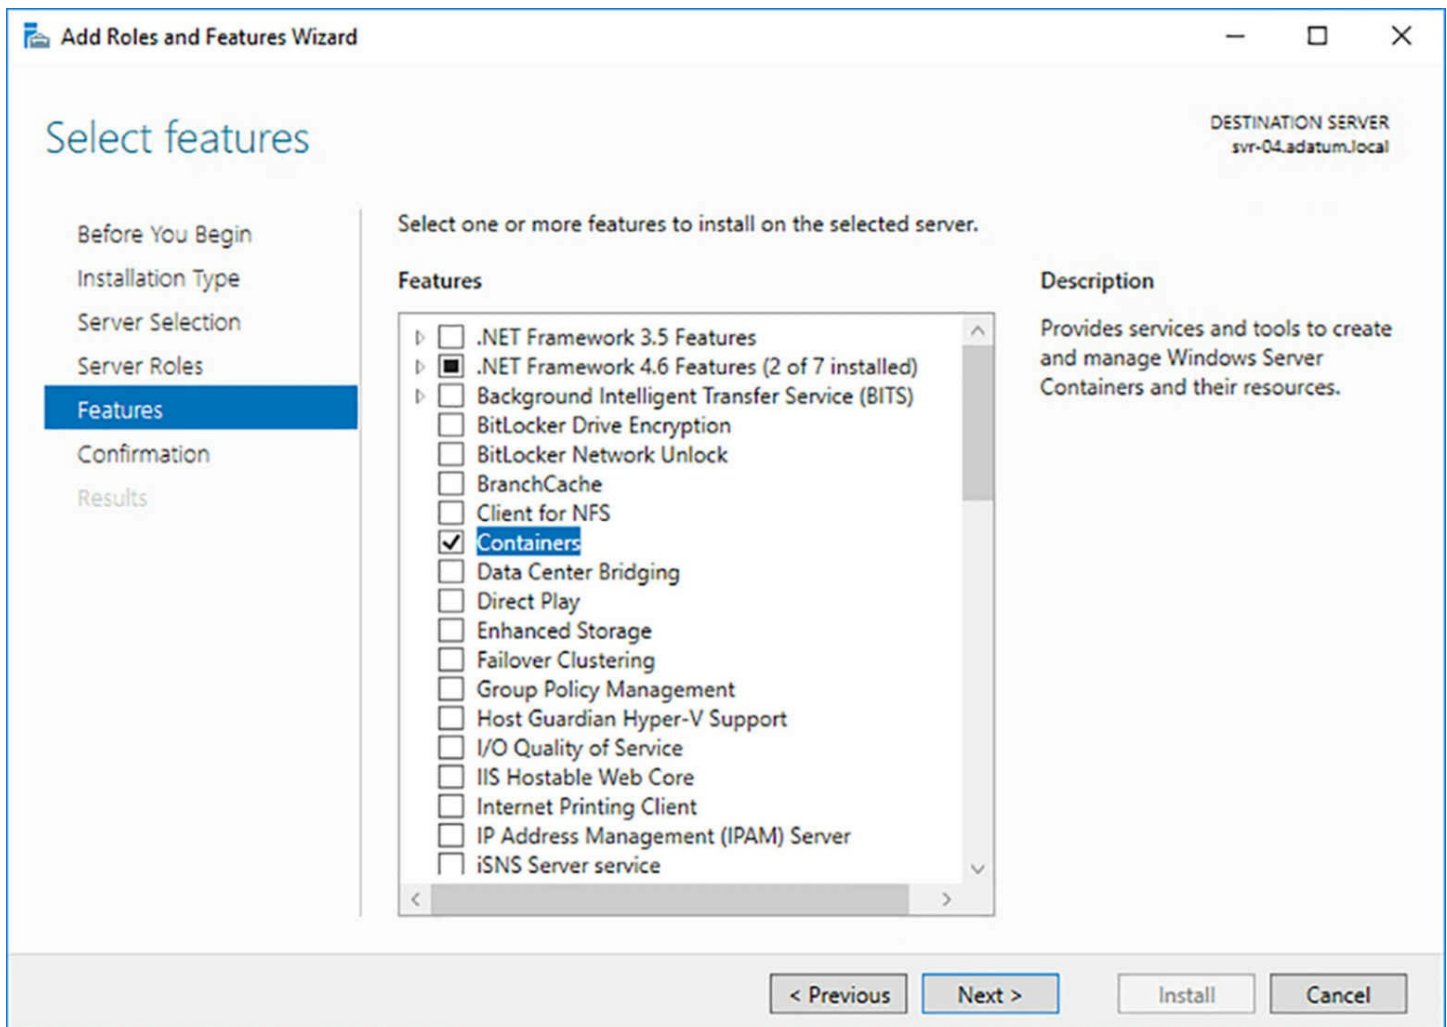 Add Roles and Features Wizard
Select features
DESTINATION SERVER
svr-04.adatum.local
Before You Begin
Installation Type
Server Selection
Server Roles
Features
Confirmation
Results
Select one or more features to install on the selected server.
Features
.NET Framework 3.5 Features
.NET Framework 4.6 Features (2 of 7 installed)
Background Intelligent Transfer Service (BITS)
BitLocker Drive Encryption
BitLocker Network Unlock
BranchCache
Client for NFS
Containers
Data Center Bridging
Direct Play
Enhanced Storage
Failover Clustering
Group Policy Management
Host Guardian Hyper-V Support
I/O Quality of Service
IIS Hostable Web Core
Internet Printing Client
IP Address Management (IPAM) Server
iSNS Server service
Description
Provides services and tools to create
and manage Windows Server
Containers and their resources.
< Previous
Next >
Install
Cancel